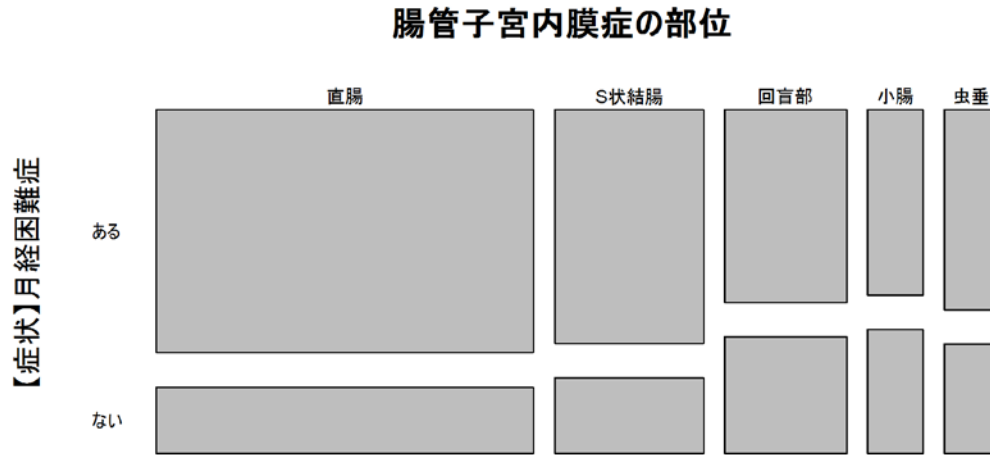 腸管子宮内膜症の部位
直腸
S状結腸
回盲部
小腸
虫垂
【症状】月経困難症
ある
ない